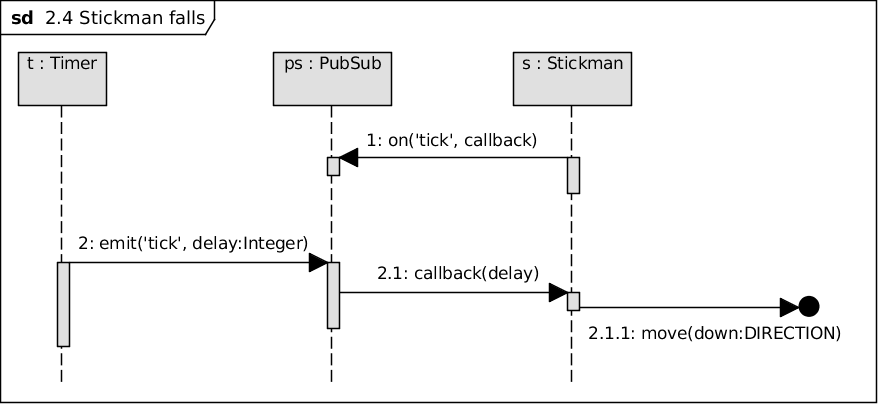 sd 2.4 Stickman falls
t : Timer
ps : PubSub
s : Stickman
1: on('tick', callback)
2: emit('tick', delay:Integer)
2.1: callback(delay)
2.1.1: move(down:DIRECTION)